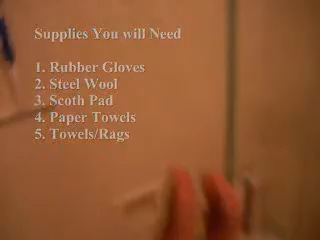 Supplies You will Need
1. Rubber Gloves
2. Steel Wool
3. Scoth Pad
4. Paper Towels
5. Towels/Rags